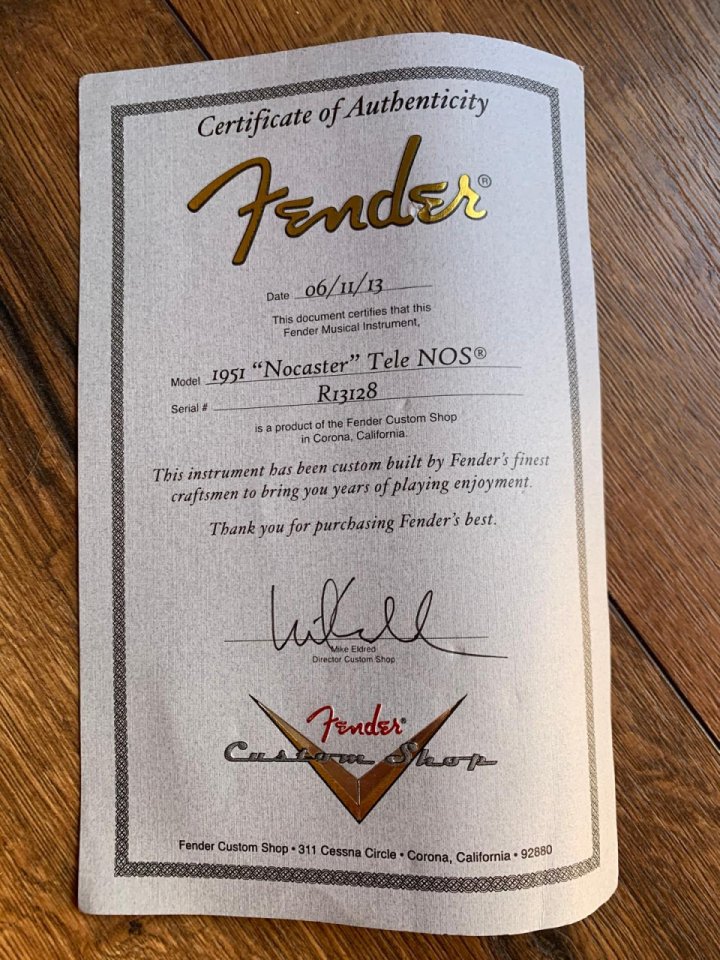 Certificate of Authenticity
Fender®
Date 06/11/13
This document certifies that this
Fender Musical Instrument,
Model 1951 “Nocaster” Tele NOS®
Serial # R13128
is a product of the Fender Custom Shop
in Corona, California.
This instrument has been custom built by Fender's finest
craftsmen to bring you years of playing enjoyment.
Thank you for purchasing Fender's best.
Mike Eldred
Director Custom Shop
Fender®
Custom Shop
Fender Custom Shop • 311 Cessna Circle • Corona, California • 92880